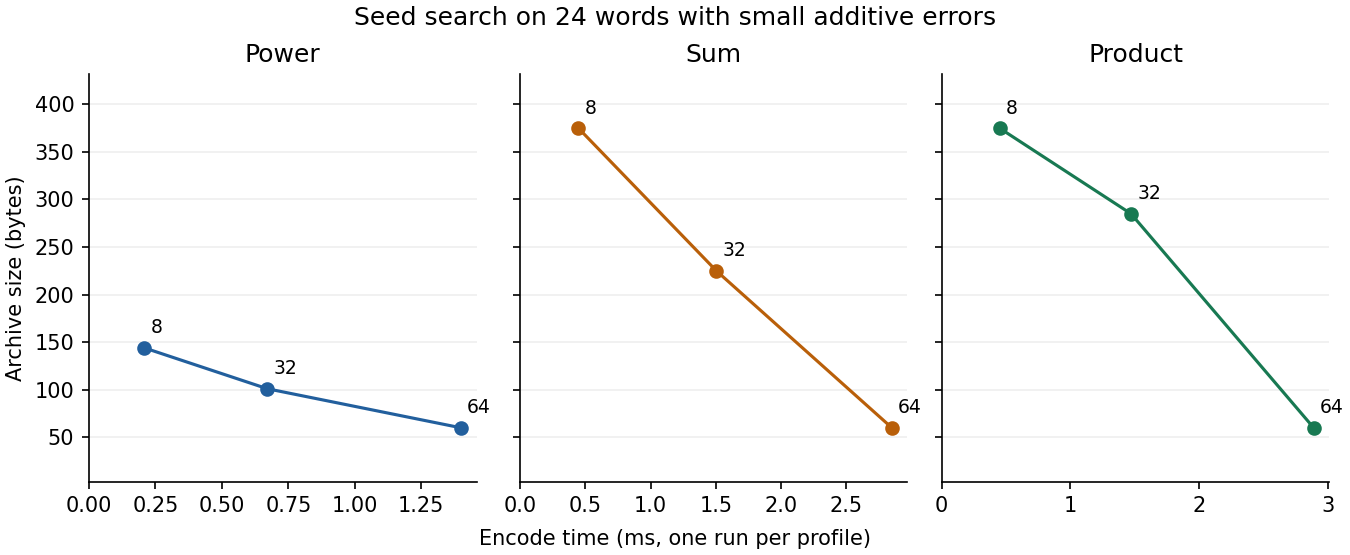 Seed search on 24 words with small additive errors
Power
Sum
Product
Archive size (bytes)
400
350
300
250
200
150
100
50
8
32
64
8
32
64
8
32
64
0.00 0.25 0.50 0.75 1.00 1.25
0.0 0.5 1.0 1.5 2.0 2.5
0 1 2 3
Encode time (ms, one run per profile)